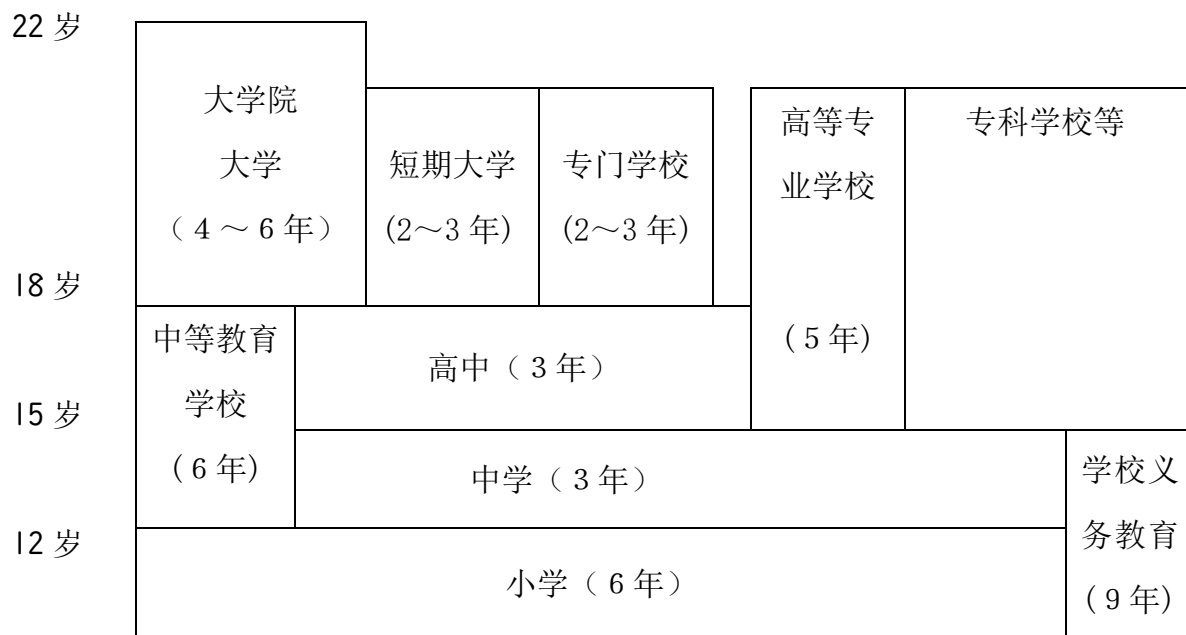 22 岁
大学院
大学
（4～6 年）
短期大学
(2～3 年)
专门学校
(2～3 年)
高等专
业学校
(5 年)
专科学校等
18 岁
中等教育
学校
(6 年)
高中（3 年）
15 岁
中学（3 年）
学校义
务教育
(9 年)
12 岁
小学（6 年）